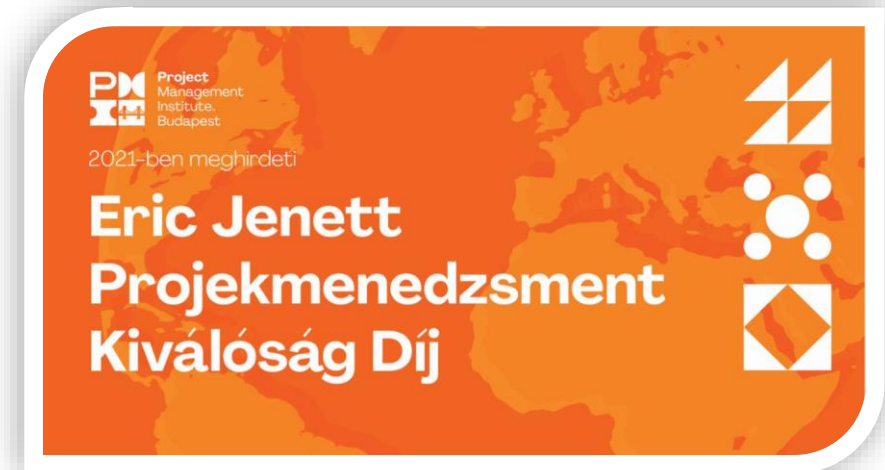 Project
Management
Institute.
Budapest
2021-ben meghirdeti
Eric Jenett
Projekmenedzsment
Kiválóság Díj